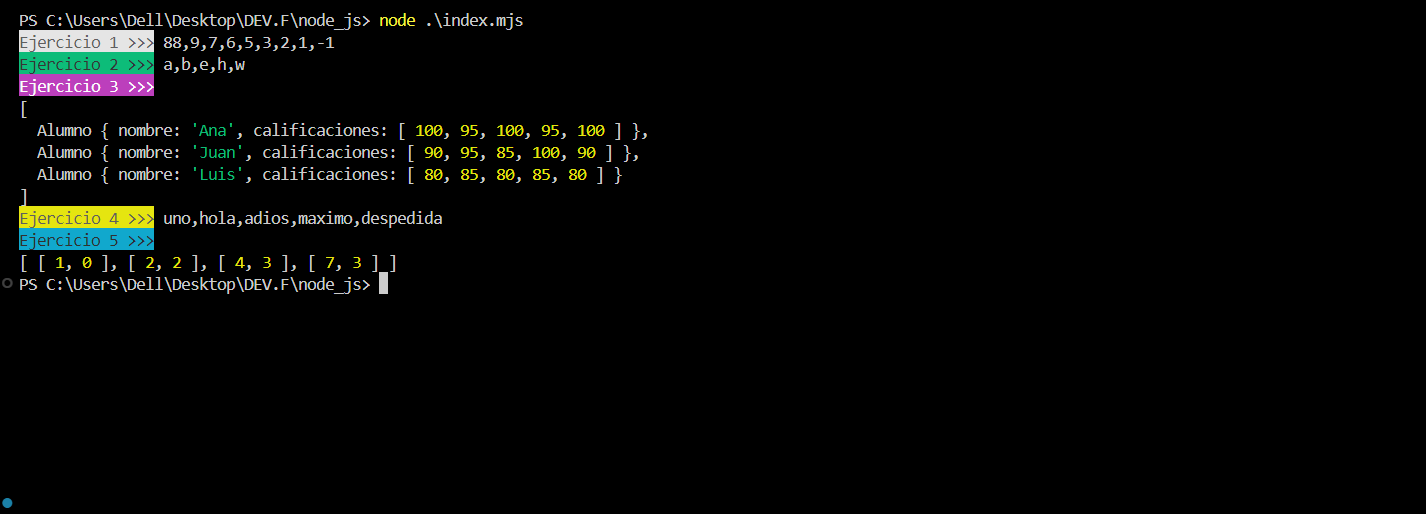 PS C:\Users\Dell\Desktop\DEV.F\node_js> node .\index.mjs
Ejercicio 1 >>> 88,9,7,6,5,3,2,1,-1
Ejercicio 2 >>> a,b,e,h,w
Ejercicio 3 >>>
[
  Alumno { nombre: 'Ana', calificaciones: [ 100, 95, 100, 95, 100 ] },
  Alumno { nombre: 'Juan', calificaciones: [ 90, 95, 85, 100, 90 ] },
  Alumno { nombre: 'Luis', calificaciones: [ 80, 85, 80, 85, 80 ] }
]
Ejercicio 4 >>> uno,hola,adios,maximo,despedida
Ejercicio 5 >>>
[ [ 1, 0 ], [ 2, 2 ], [ 4, 3 ], [ 7, 3 ] ]
PS C:\Users\Dell\Desktop\DEV.F\node_js>